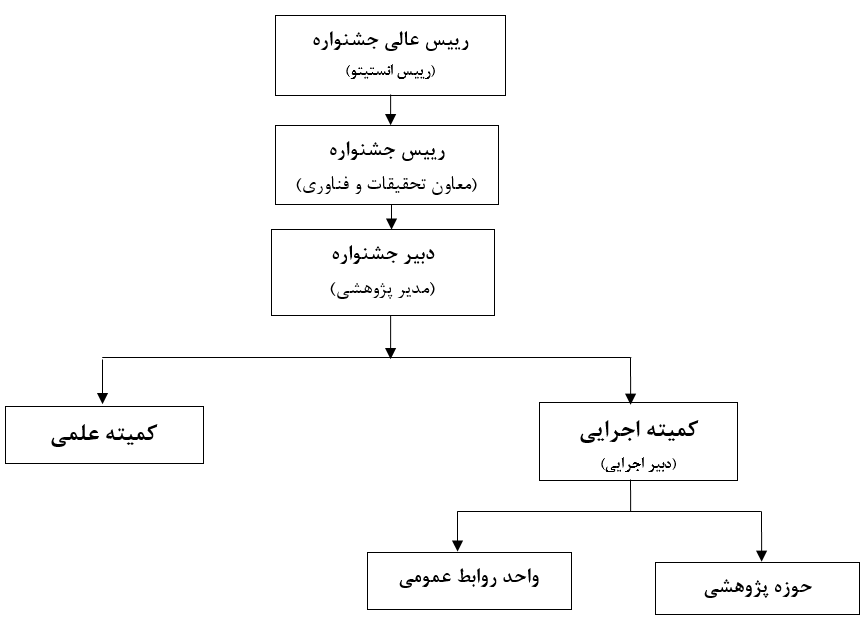 رییس عالی جشنواره
(رییس انستیتو)
رییس جشنواره
(معاون تحقیقات و فناوری)
دبیر جشنواره
(مدیر پژوهشی)
کمیته اجرایی
(دبیر اجرایی)
کمیته علمی
حوزه پژوهشی
واحد روابط عمومی